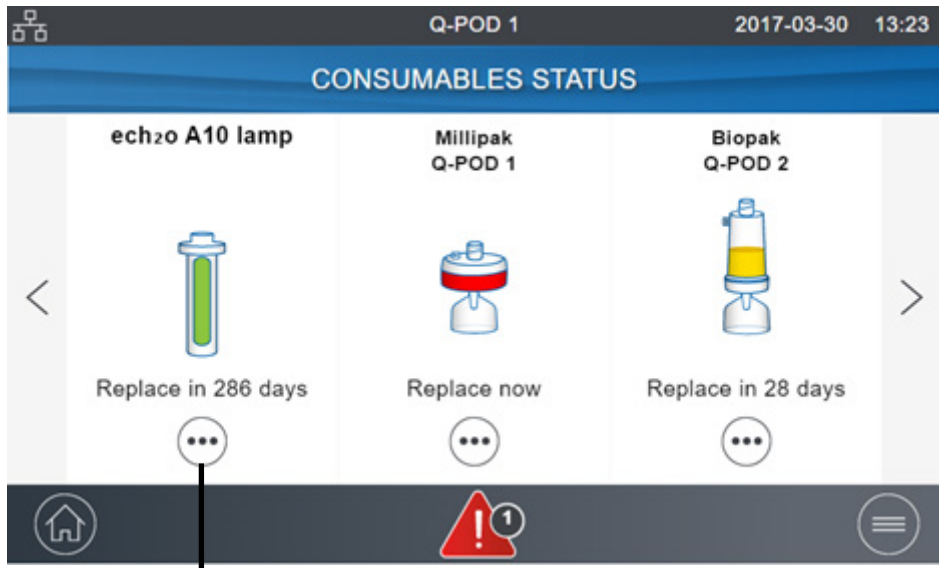 Q-POD 1 2017-03-30 13:23
CONSUMABLES STATUS
ech₂o A10 lamp
Replace in 286 days
Millipak
Q-POD 1
Replace now
Biopak
Q-POD 2
Replace in 28 days
1